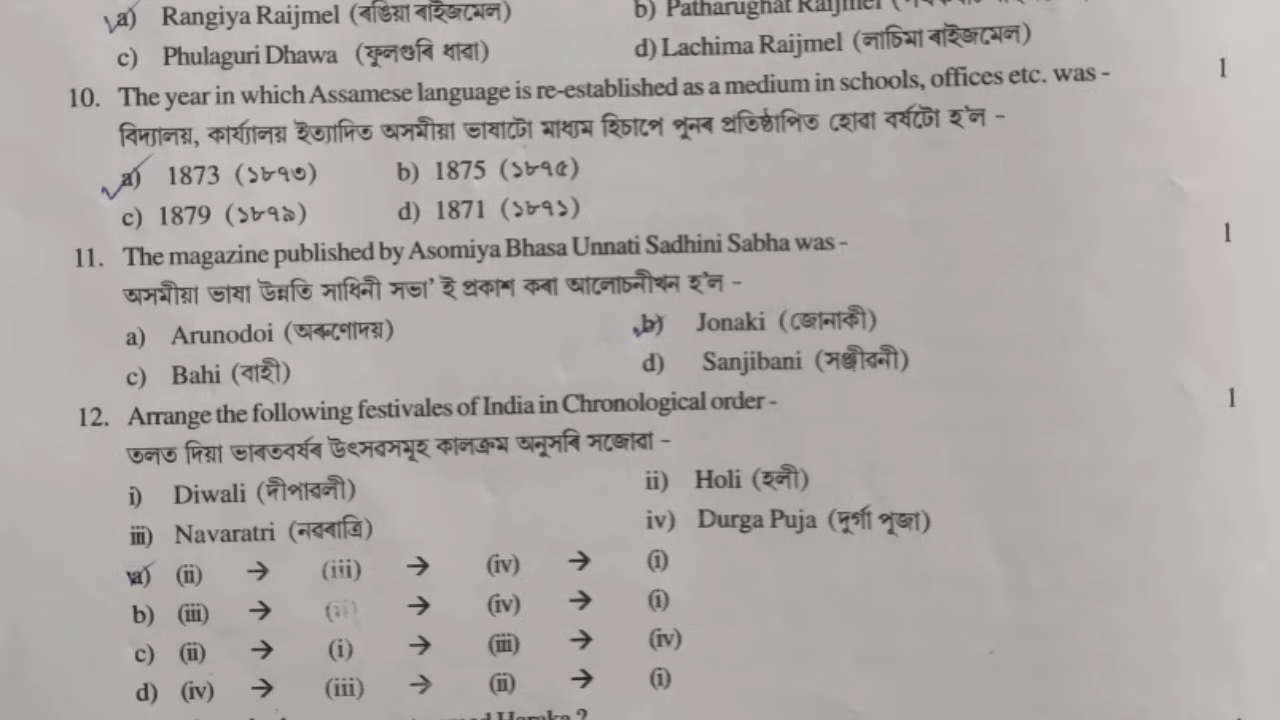 a) Rangiya Raijmel (ৰঙিয়া ৰাইজমেল) b) Patharughat Raijmel
c) Phulaguri Dhawa (ফুলগুৰি ধাৱা) d) Lachima Raijmel (লাচিমা ৰাইজমেল)
10. The year in which Assamese language is re-established as a medium in schools, offices etc. was - 1
বিদ্যালয়, কাৰ্য্যালয় ইত্যাদিত অসমীয়া ভাষাটো মাধ্যম হিচাপে পুনৰ প্ৰতিষ্ঠাপিত হোৱা বৰ্ষটো হ'ল -
a) 1873 (১৮৭৩) b) 1875 (১৮৭৫)
c) 1879 (১৮৭৯) d) 1871 (১৮৭১)
11. The magazine published by Asomiya Bhasa Unnati Sadhini Sabha was - 1
অসমীয়া ভাষা উন্নতি সাধিনী সভা' ই প্ৰকাশ কৰা আলোচনীখন হ'ল -
a) Arunodoi (অৰুণোদয়) b) Jonaki (জোনাকী)
c) Bahi (বাহী) d) Sanjibani (সঞ্জীৱনী)
12. Arrange the following festivales of India in Chronological order - 1
তলত দিয়া ভাৰতবৰ্ষৰ উৎসৱসমূহ কালক্ৰম অনুসৰি সজোৱা -
i) Diwali (দীপাৱলী) ii) Holi (হলী)
iii) Navaratri (নৱৰাত্ৰি) iv) Durga Puja (দূৰ্গা পূজা)
a) (ii) → (iii) → (iv) → (i)
b) (iii) → (ii) → (iv) → (i)
c) (ii) → (i) → (iii) → (iv)
d) (iv) → (iii) → (ii) → (i)